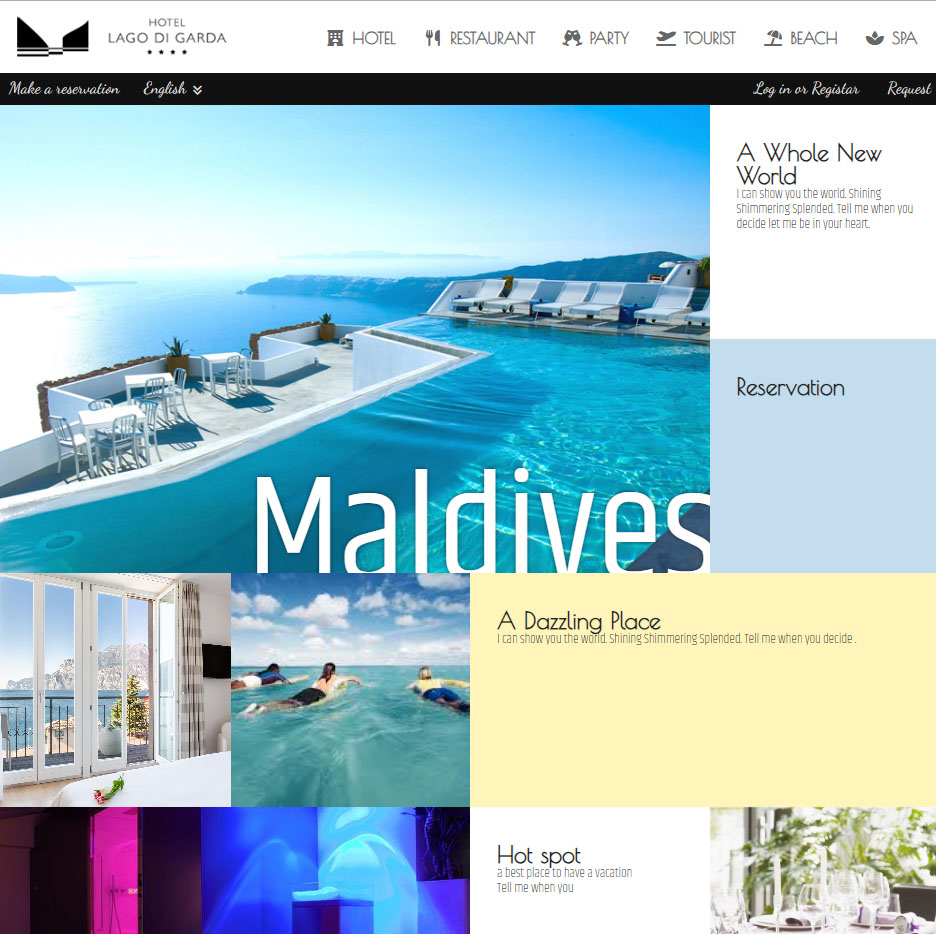 HOTEL
LAGO DI GARDA
HOTEL RESTAURANT PARTY TOURIST BEACH SPA
Make a reservation English Log in or Registar Request
A Whole New
World
I can show you the world. Shining
Shimmering Splended. Tell me when you
decide let me be in your heart.
Reservation
Maldives
A Dazzling Place
I can show you the world. Shining Shimmering Splended. Tell me when you decide .
Hot spot
a best place to have a vacation
Tell me when you